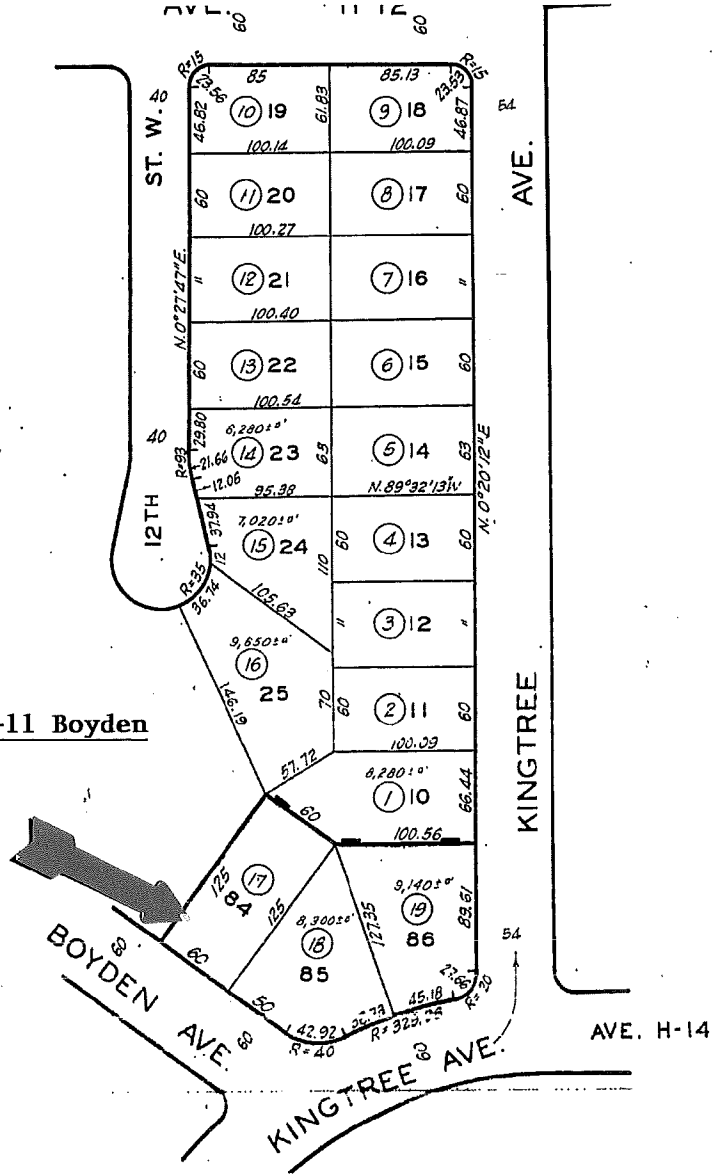 AVE. 60 H-12 60
R=15 85 85.13 R=15
23.56 23.53
40 46.82 (10) 19 61.83 (9) 18 46.87 54
100.14 100.09
ST. W.
AVE.
60 (11) 20 (8) 17 60
100.27
N.0°27'47"E.
" (12) 21 (7) 16 "
100.40
60 (13) 22 (6) 15 60
100.54
6,280±□'
40 29.80 (14) 23 63 (5) 14 63
R=93 21.66
12.06
95.38 N.89°32'13"W
N.0°20'12"E
12TH
7,020±□'
37.94 (15) 24 110 60 (4) 13 60
12
R=35
36.74
105.63
" (3) 12 "
9,650±□'
(16)
25
146.19
70 60 (2) 11 60
100.09
-11 Boyden
KINGTREE
57.72
8,280±□'
60 (1) 10 66.44
100.56
125 (17) 84
125
8,300±□'
(18)
85
127.35
9,140±□'
(19)
86
89.61
54
60
50
BOYDEN AVE. 60 60
42.92
R=40
45.18
27.66
R=20
KINGTREE AVE. 60
AVE. H-14